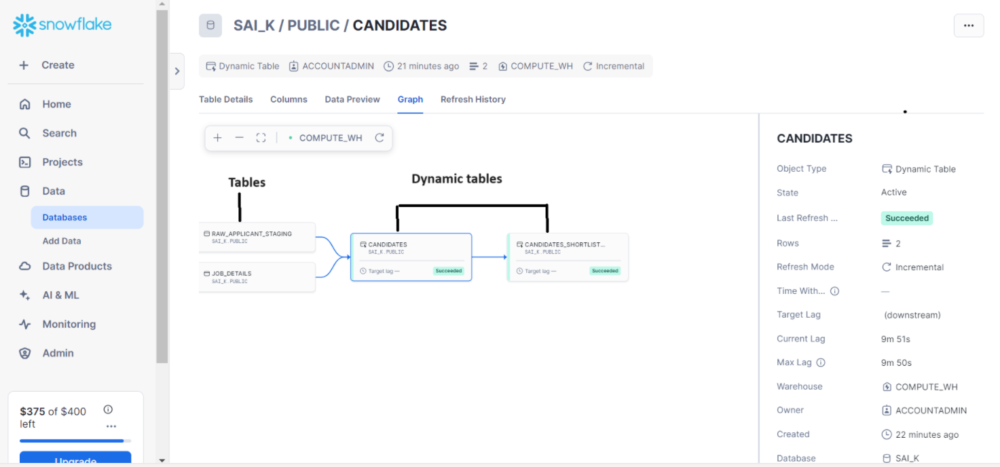 snowflake
Create
Home
Search
Projects
Data
Databases
Add Data
Data Products
AI & ML
Monitoring
Admin
$375 of $400
left
Upgrade
SAI_K / PUBLIC / CANDIDATES
Dynamic Table ACCOUNTADMIN 21 minutes ago 2 COMPUTE_WH Incremental
Table Details Columns Data Preview Graph Refresh History
COMPUTE_WH
Tables
Dynamic tables
RAW_APPLICANT_STAGING
SAI_K.PUBLIC
JOB_DETAILS
SAI_K.PUBLIC
CANDIDATES
SAI_K.PUBLIC
Target lag — Succeeded
CANDIDATES_SHORTLIST...
SAI_K.PUBLIC
Target lag — Succeeded
CANDIDATES
Object Type Dynamic Table
State Active
Last Refresh ... Succeeded
Rows 2
Refresh Mode Incremental
Time With... —
Target Lag (downstream)
Current Lag 9m 51s
Max Lag 9m 50s
Warehouse COMPUTE_WH
Owner ACCOUNTADMIN
Created 22 minutes ago
Database SAI_K